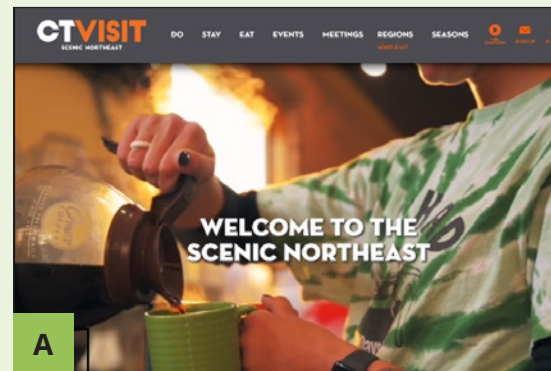 CTVISIT
SCENIC NORTHEAST
DO STAY EAT EVENTS MEETINGS REGIONS SEASONS
WELCOME TO THE
SCENIC NORTHEAST
A